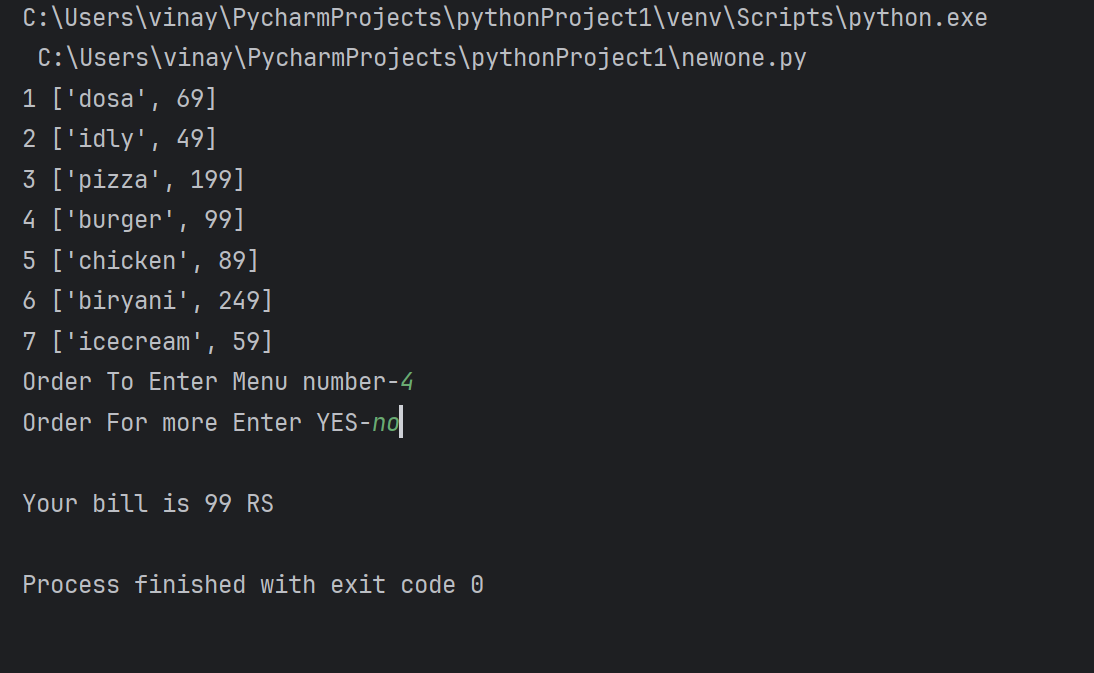 C:\Users\vinay\PycharmProjects\pythonProject1\venv\Scripts\python.exe
C:\Users\vinay\PycharmProjects\pythonProject1\newone.py
1 ['dosa', 69]
2 ['idly', 49]
3 ['pizza', 199]
4 ['burger', 99]
5 ['chicken', 89]
6 ['biryani', 249]
7 ['icecream', 59]
Order To Enter Menu number-4
Order For more Enter YES-no
Your bill is 99 RS
Process finished with exit code 0